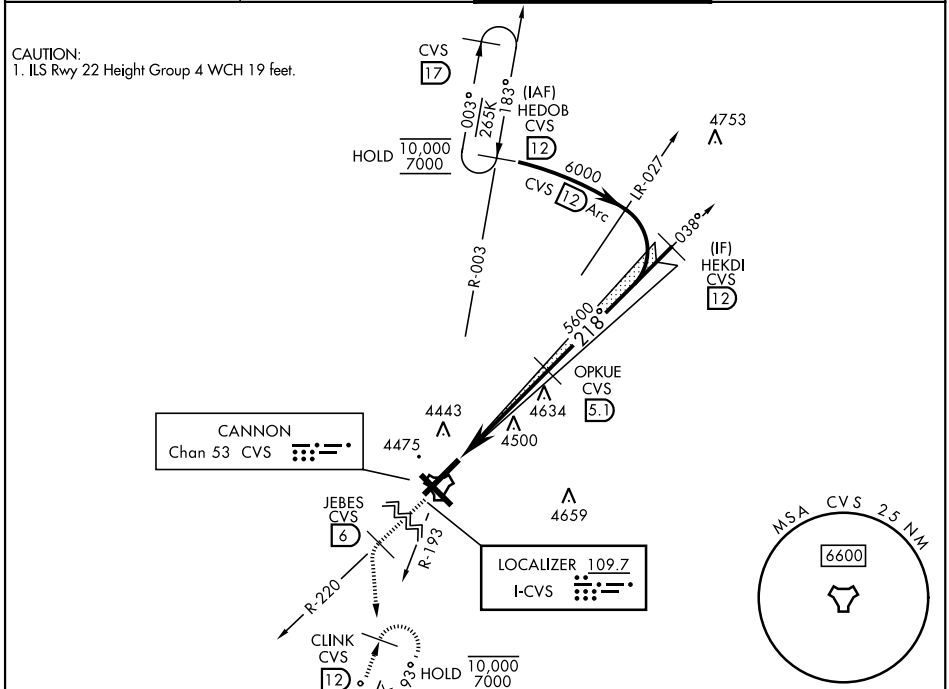 CAUTION:
1. ILS Rwy 22 Height Group 4 WCH 19 feet.
CVS
17
003°
265K
183°
(IAF)
HEDOB
CVS
12
HOLD 10,000
7000
6000
CVS 12 Arc
LR-027
4753
038°
(IF)
HEKDI
CVS
12
R-003
5600
218°
OPKUE
CVS
5.1
4634
4500
4443
4475
CANNON
Chan 53 CVS
4659
JEBES
CVS
6
R-193
R-220
LOCALIZER 109.7
I-CVS
MSA CVS 25 NM
6600
CLINK
CVS
12
HOLD 10,000
7000